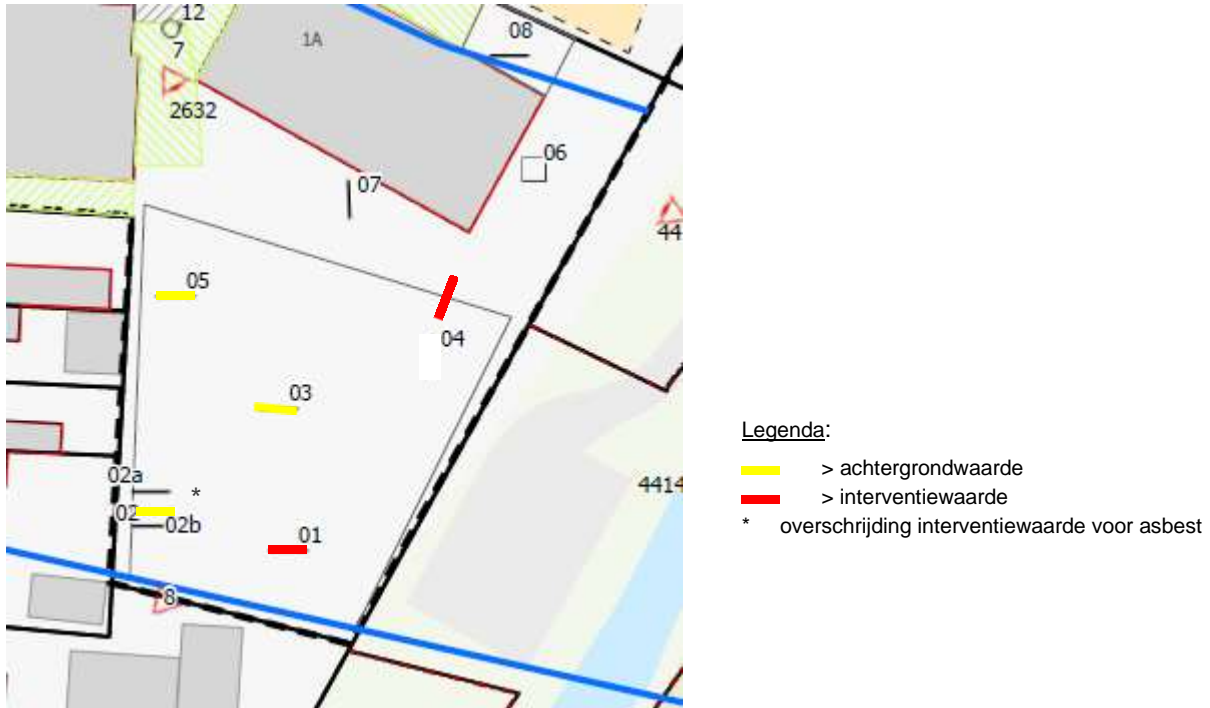 12
7
1A
08
2632
06
07
44
05
04
03
02a
*
02
02b
01
4414
8
Legenda:
> achtergrondwaarde
> interventiewaarde
* overschrijding interventiewaarde voor asbest